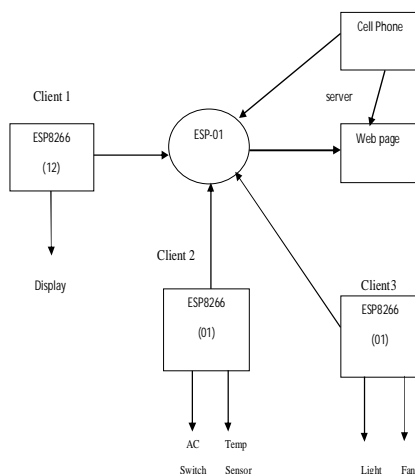 Cell Phone
Client 1
server
ESP8266
(12)
ESP-01
Web page
Display
Client 2
Client3
ESP8266
(01)
ESP8266
(01)
AC
Switch
Temp
Sensor
Light
Fan